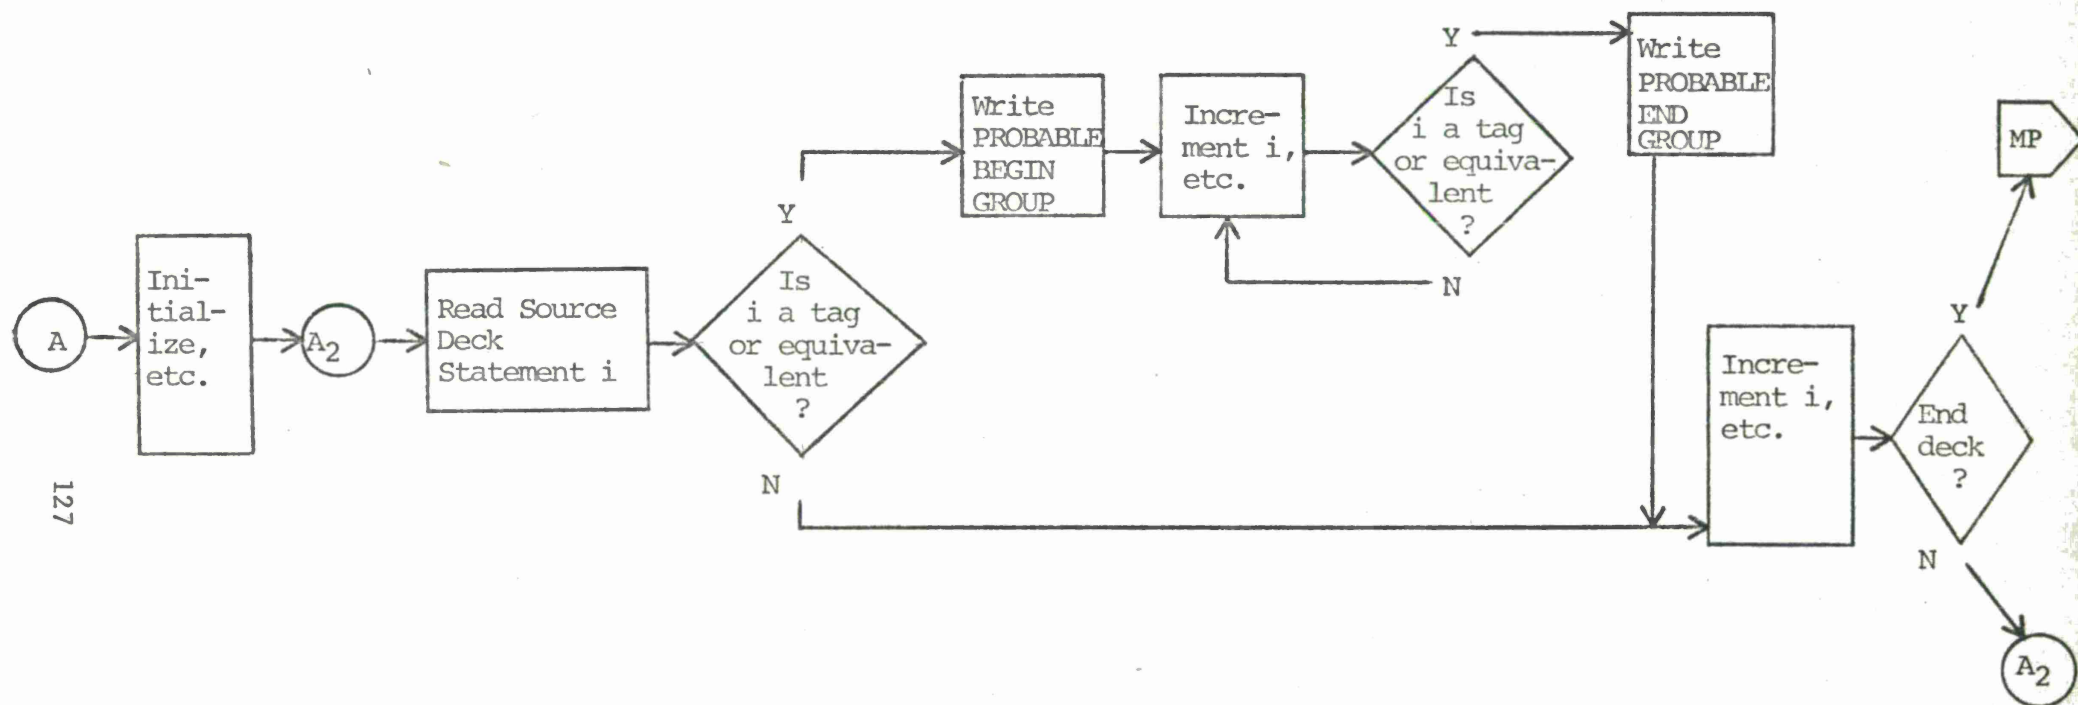 A
Ini-
tial-
ize,
etc.
A2
Read Source
Deck
Statement i
Is
i a tag
or equiva-
lent
?
Y
N
Write
PROBABLE
BEGIN
GROUP
Incre-
ment i,
etc.
Is
i a tag
or equiva-
lent
?
Y
N
Write
PROBABLE
END
GROUP
Incre-
ment i,
etc.
End
deck
?
Y
N
MP
A2
127